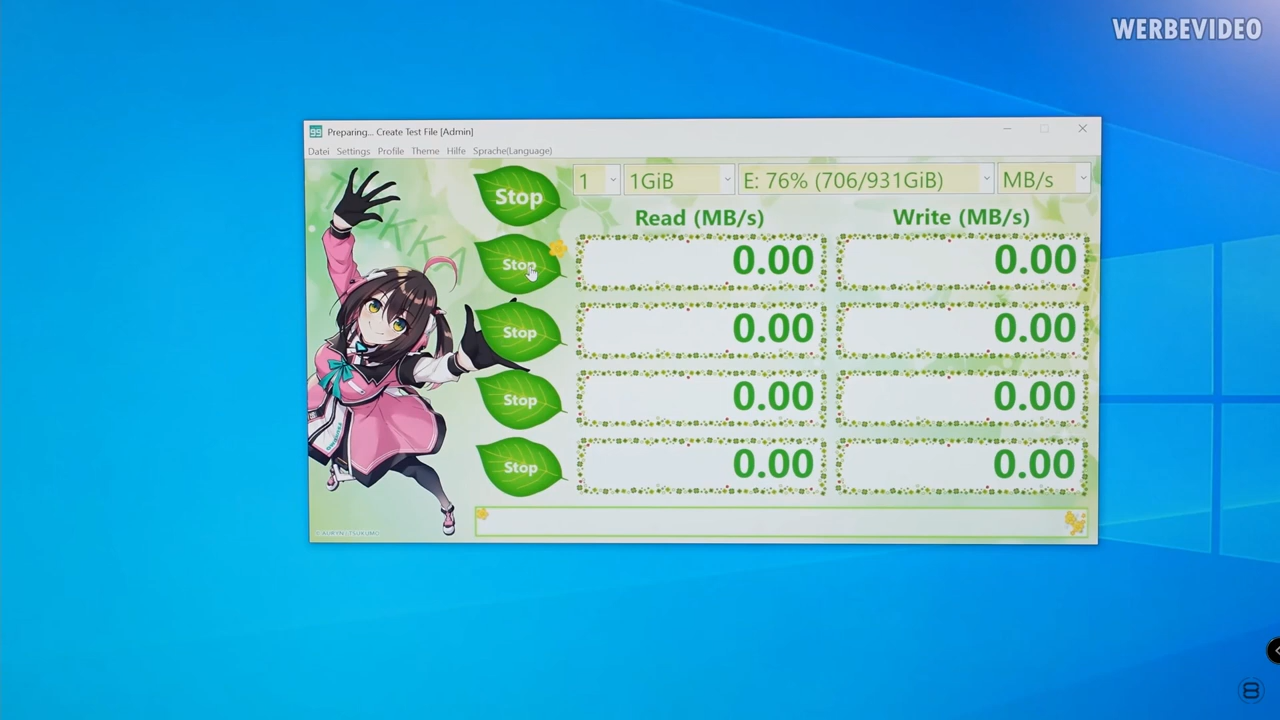 WERBEVIDEO
Preparing... Create Test File [Admin]
Datei Settings Profile Theme Hilfe Sprache(Language)
Stop 1 1GiB E: 76% (706/931GiB) MB/s
Read (MB/s) Write (MB/s)
Stop 0.00 0.00
Stop 0.00 0.00
Stop 0.00 0.00
Stop 0.00 0.00